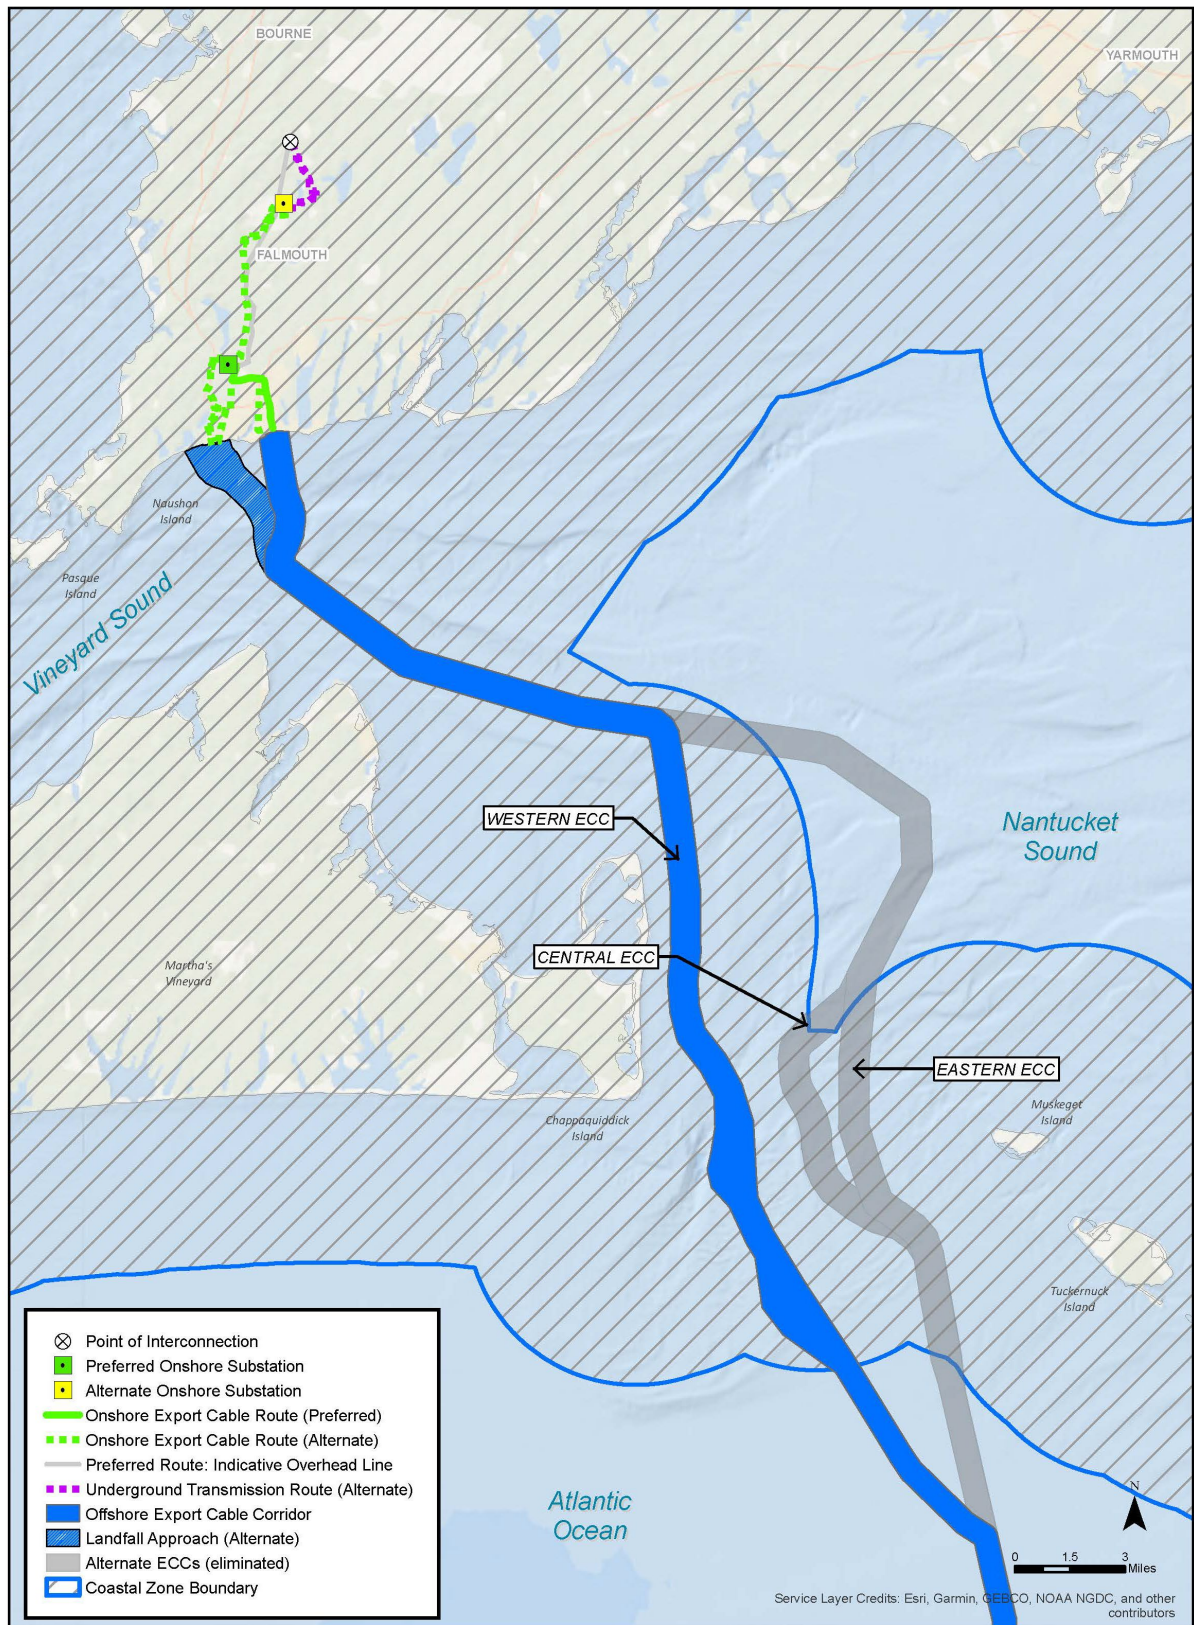 BOURNE
YARMOUTH
FALMOUTH
Naushon
Island
Pasque
Island
Vineyard Sound
WESTERN ECC
Nantucket
Sound
CENTRAL ECC
Martha's
Vineyard
EASTERN ECC
Chappaquiddick
Island
Muskeget
Island
Tuckernuck
Island
Point of Interconnection
Preferred Onshore Substation
Alternate Onshore Substation
Onshore Export Cable Route (Preferred)
Onshore Export Cable Route (Alternate)
Preferred Route: Indicative Overhead Line
Underground Transmission Route (Alternate)
Offshore Export Cable Corridor
Landfall Approach (Alternate)
Alternate ECCs (eliminated)
Coastal Zone Boundary
Atlantic
Ocean
N
0 1.5 3
Miles
Service Layer Credits: Esri, Garmin, GEBCO, NOAA NGDC, and other
contributors